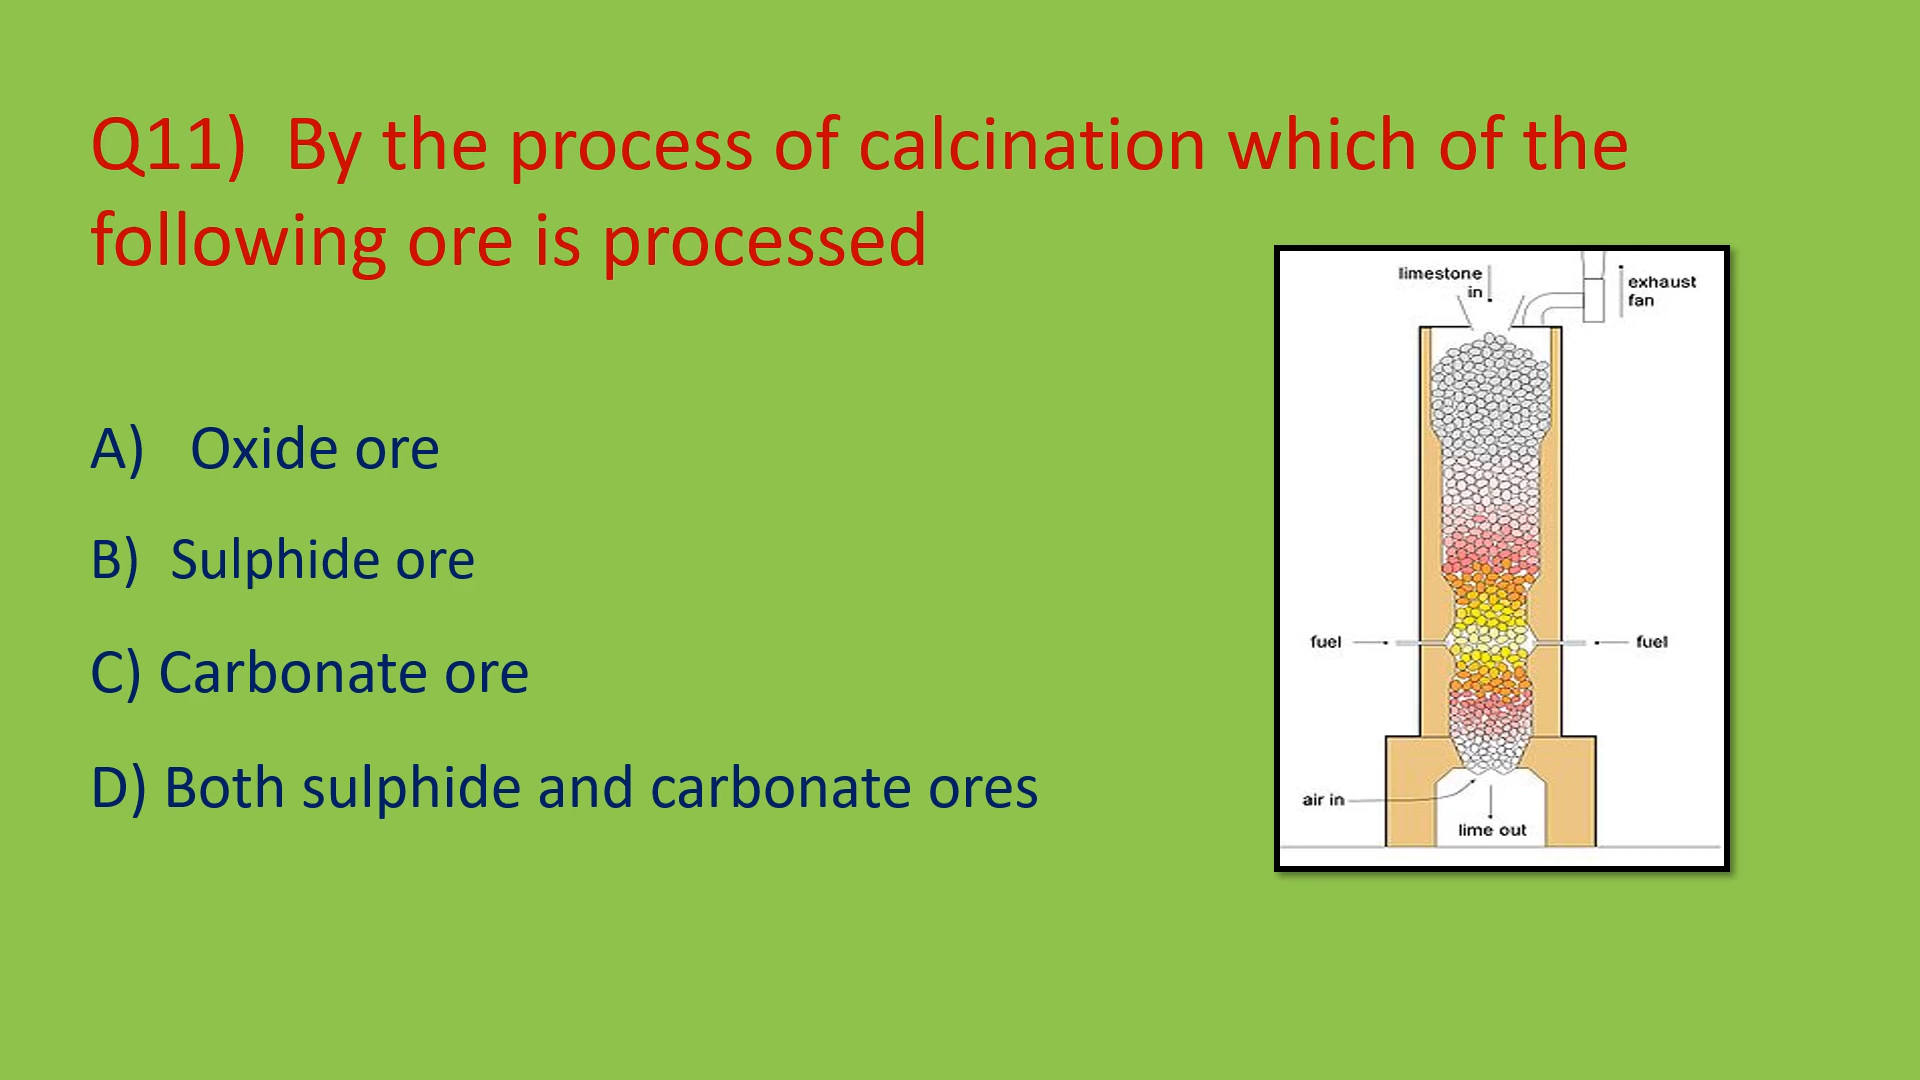 Q11) By the process of calcination which of the
following ore is processed
A) Oxide ore
B) Sulphide ore
C) Carbonate ore
D) Both sulphide and carbonate ores
limestone
in
exhaust
fan
fuel
fuel
air in
lime out